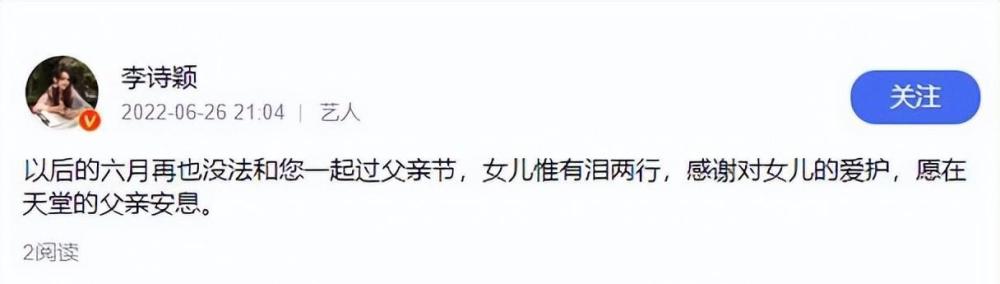 李诗颖
2022-06-26 21:04 | 艺人
关注
以后的六月再也没法和您一起过父亲节，女儿惟有泪两行，感谢对女儿的爱护，愿在
天堂的父亲安息。
2阅读